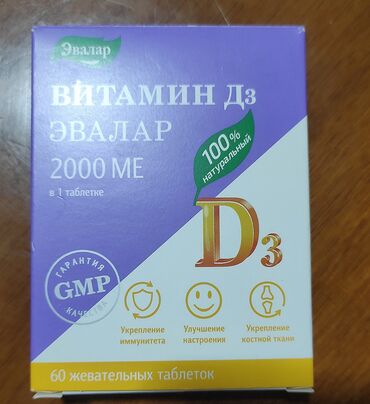 Эвалар
ВИТАМИН Д3
ЭВАЛАР
2000 МЕ
в 1 таблетке
100%
натуральный
D3
ГАРАНТИЯ
GMP
КАЧЕСТВА
Укрепление
иммунитета
Улучшение
настроения
Укрепление
костной ткани
60 жевательных таблеток